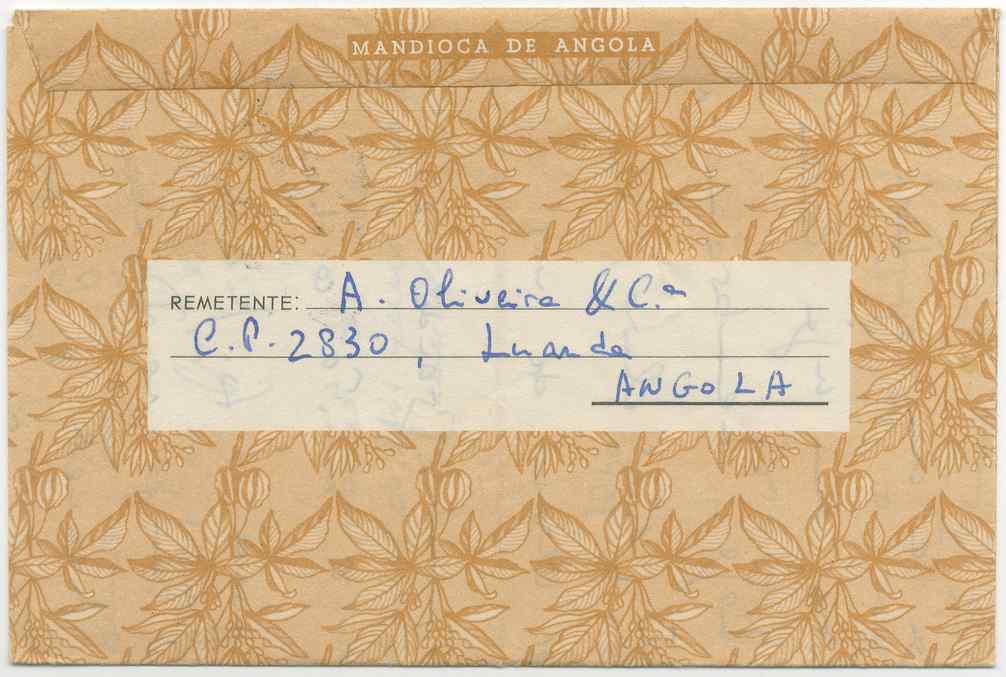 MANDIOCA DE ANGOLA
REMETENTE: A. Oliveira & C.ª
C.P. 2830, Luanda
ANGOLA